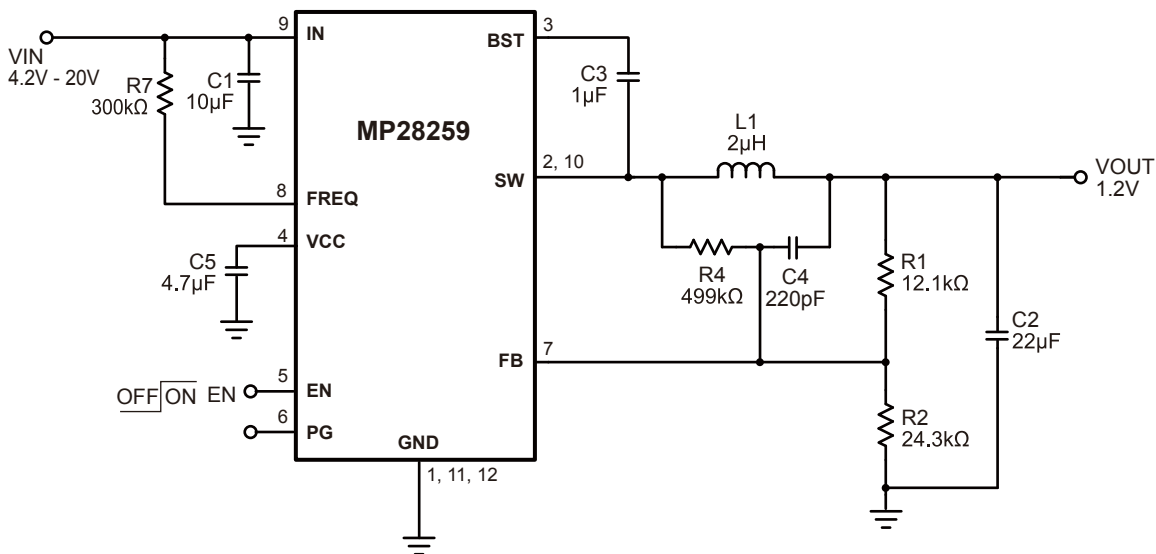 VIN
4.2V - 20V
R7
300kΩ
C1
10µF
9
IN
8
FREQ
4
VCC
C5
4.7µF
OFF ON EN
5
EN
6
PG
MP28259
GND
1, 11, 12
BST
3
C3
1µF
SW
2, 10
L1
2µH
R4
499kΩ
C4
220pF
FB
7
R1
12.1kΩ
R2
24.3kΩ
C2
22µF
VOUT
1.2V